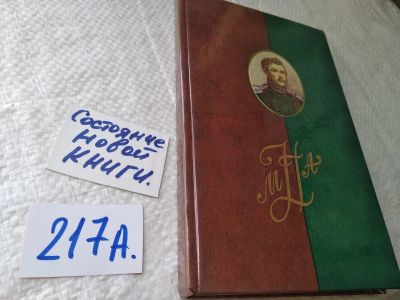 Состояние
новой
книги.
217А.